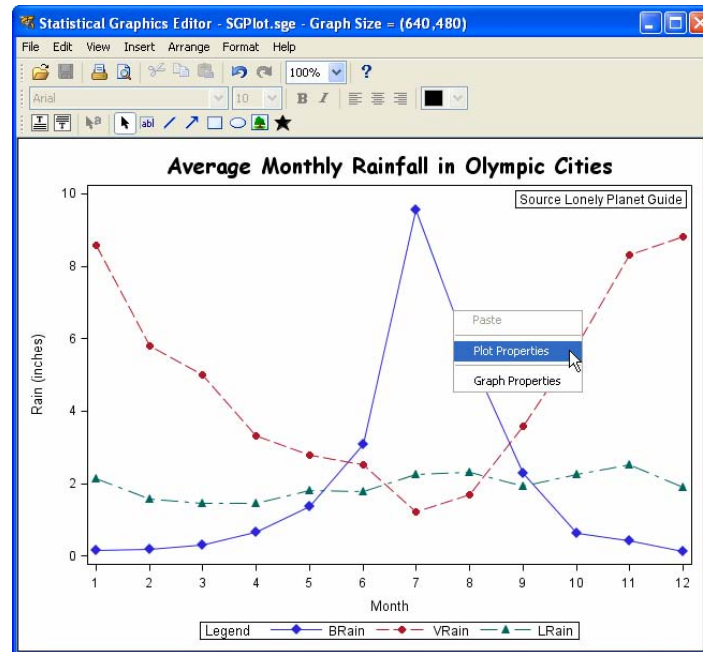 Statistical Graphics Editor - SGPlot.sge - Graph Size = (640,480)
File Edit View Insert Arrange Format Help
100% ?
Arial 10 B I
abl
Average Monthly Rainfall in Olympic Cities
Source Lonely Planet Guide
10
8
6
4
2
0
Rain (inches)
Paste
Plot Properties
Graph Properties
1 2 3 4 5 6 7 8 9 10 11 12
Month
Legend BRain VRain LRain